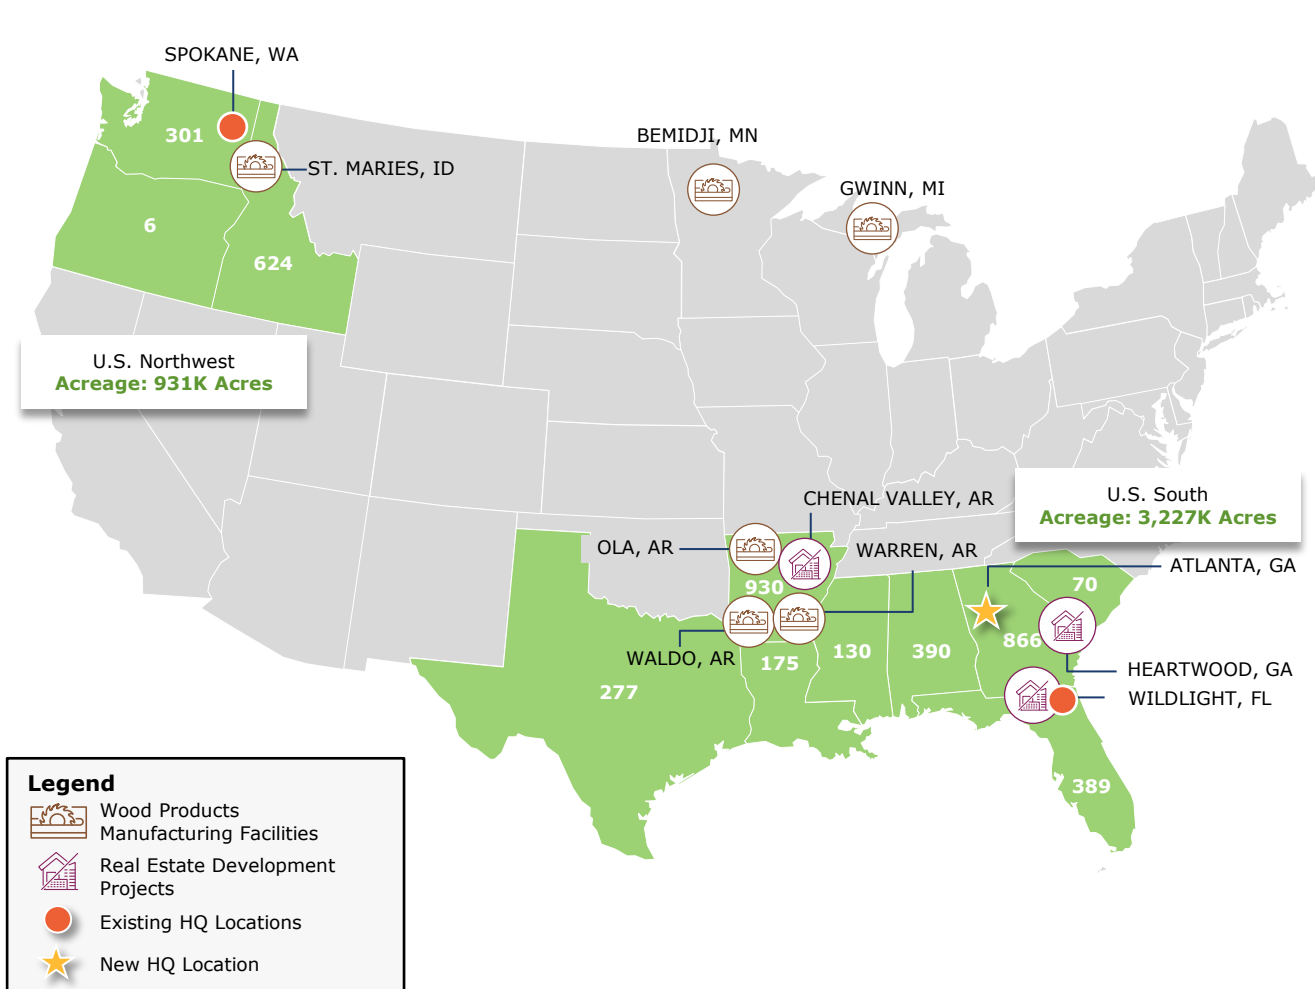 SPOKANE, WA
301
ST. MARIES, ID
6
624
BEMIDJI, MN
GWINN, MI
U.S. Northwest
Acreage: 931K Acres
U.S. South
Acreage: 3,227K Acres
CHENAL VALLEY, AR
OLA, AR
WARREN, AR
ATLANTA, GA
930
70
866
WALDO, AR
175
130
390
HEARTWOOD, GA
277
WILDLIGHT, FL
389
Legend
Wood Products
Manufacturing Facilities
Real Estate Development
Projects
Existing HQ Locations
New HQ Location